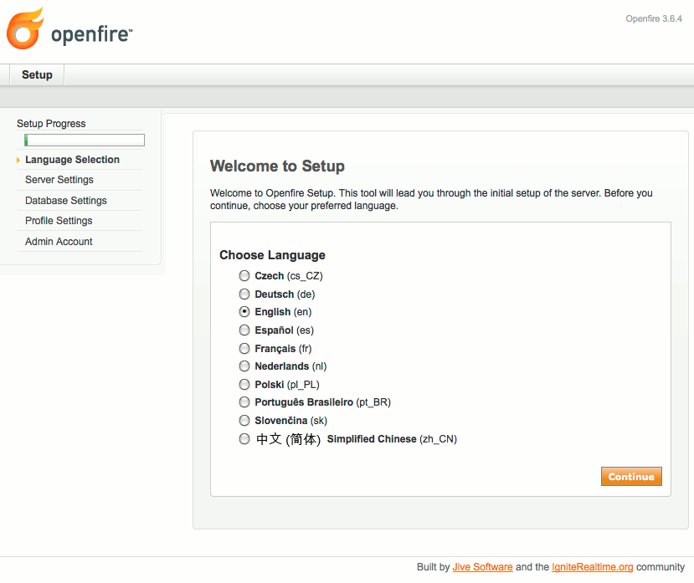 openfire™
Openfire 3.6.4
Setup
Setup Progress
Language Selection
Server Settings
Database Settings
Profile Settings
Admin Account
Welcome to Setup
Welcome to Openfire Setup. This tool will lead you through the initial setup of the server. Before you
continue, choose your preferred language.
Choose Language
Czech (cs_CZ)
Deutsch (de)
English (en)
Español (es)
Français (fr)
Nederlands (nl)
Polski (pl_PL)
Português Brasileiro (pt_BR)
Slovenčina (sk)
中文 (简体) Simplified Chinese (zh_CN)
Continue
Built by Jive Software and the IgniteRealtime.org community